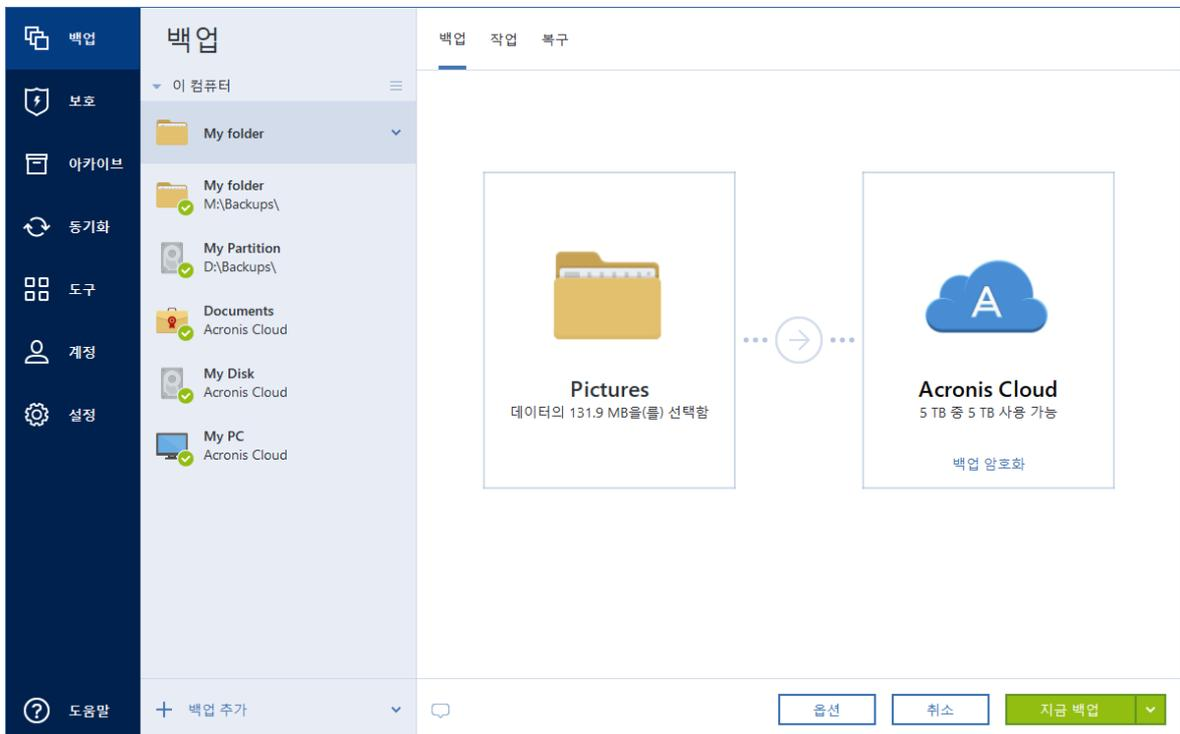 백업
보호
아카이브
동기화
도구
계정
설정
도움말
백업
이 컴퓨터
My folder
My folder
M:\Backups\
My Partition
D:\Backups\
Documents
Acronis Cloud
My Disk
Acronis Cloud
My PC
Acronis Cloud
백업 추가
백업 작업 복구
Pictures
데이터의 131.9 MB을(를) 선택함
Acronis Cloud
5 TB 중 5 TB 사용 가능
백업 암호화
옵션 취소 지금 백업